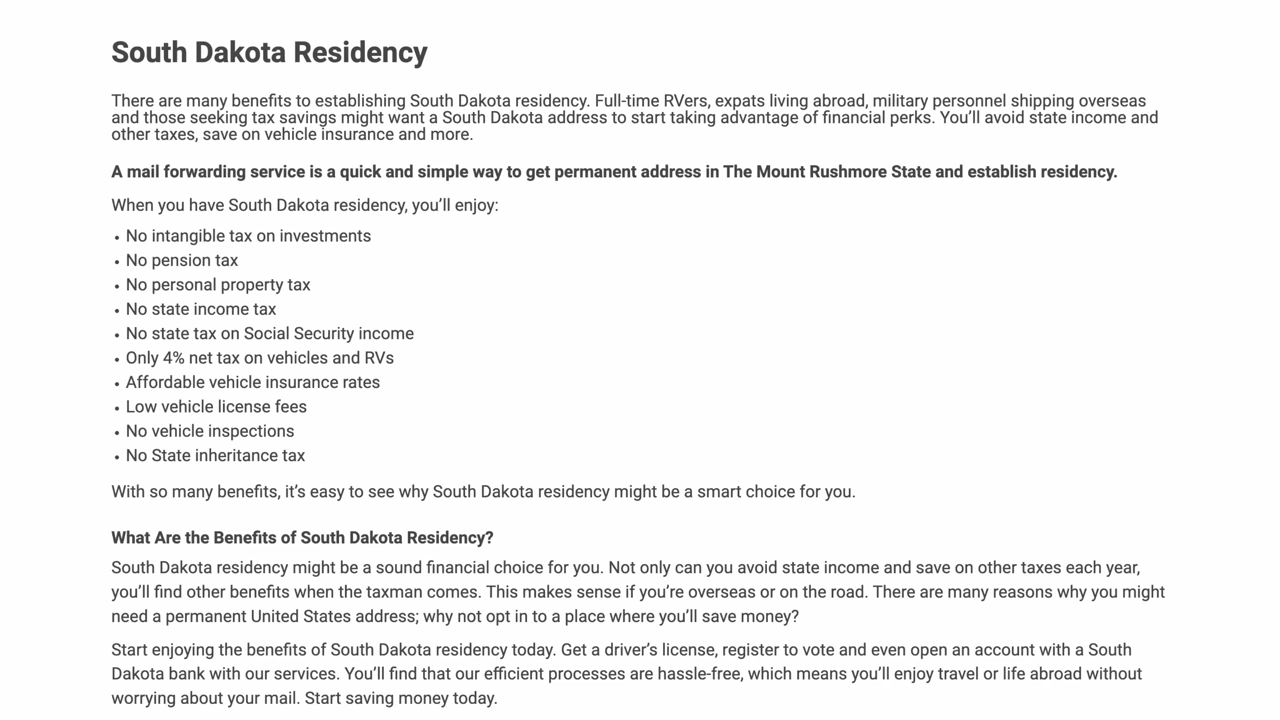 South Dakota Residency
There are many benefits to establishing South Dakota residency. Full-time RVers, expats living abroad, military personnel shipping overseas
and those seeking tax savings might want a South Dakota address to start taking advantage of financial perks. You’ll avoid state income and
other taxes, save on vehicle insurance and more.
A mail forwarding service is a quick and simple way to get permanent address in The Mount Rushmore State and establish residency.
When you have South Dakota residency, you’ll enjoy:
• No intangible tax on investments
• No pension tax
• No personal property tax
• No state income tax
• No state tax on Social Security income
• Only 4% net tax on vehicles and RVs
• Affordable vehicle insurance rates
• Low vehicle license fees
• No vehicle inspections
• No State inheritance tax
With so many benefits, it’s easy to see why South Dakota residency might be a smart choice for you.
What Are the Benefits of South Dakota Residency?
South Dakota residency might be a sound financial choice for you. Not only can you avoid state income and save on other taxes each year,
you’ll find other benefits when the taxman comes. This makes sense if you’re overseas or on the road. There are many reasons why you might
need a permanent United States address; why not opt in to a place where you’ll save money?
Start enjoying the benefits of South Dakota residency today. Get a driver’s license, register to vote and even open an account with a South
Dakota bank with our services. You’ll find that our efficient processes are hassle-free, which means you’ll enjoy travel or life abroad without
worrying about your mail. Start saving money today.